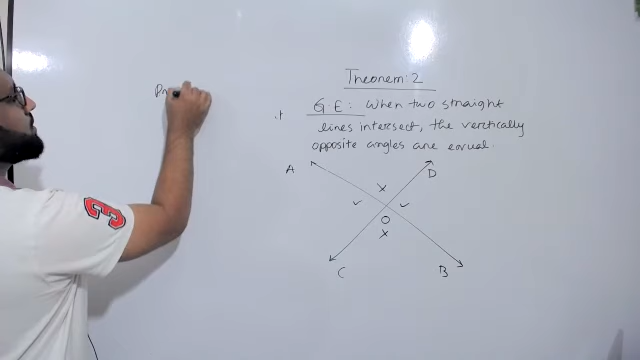 Theorem: 2
G.E: When two straight
lines intersect, the vertically
opposite angles are equal.
A
D
O
C
B